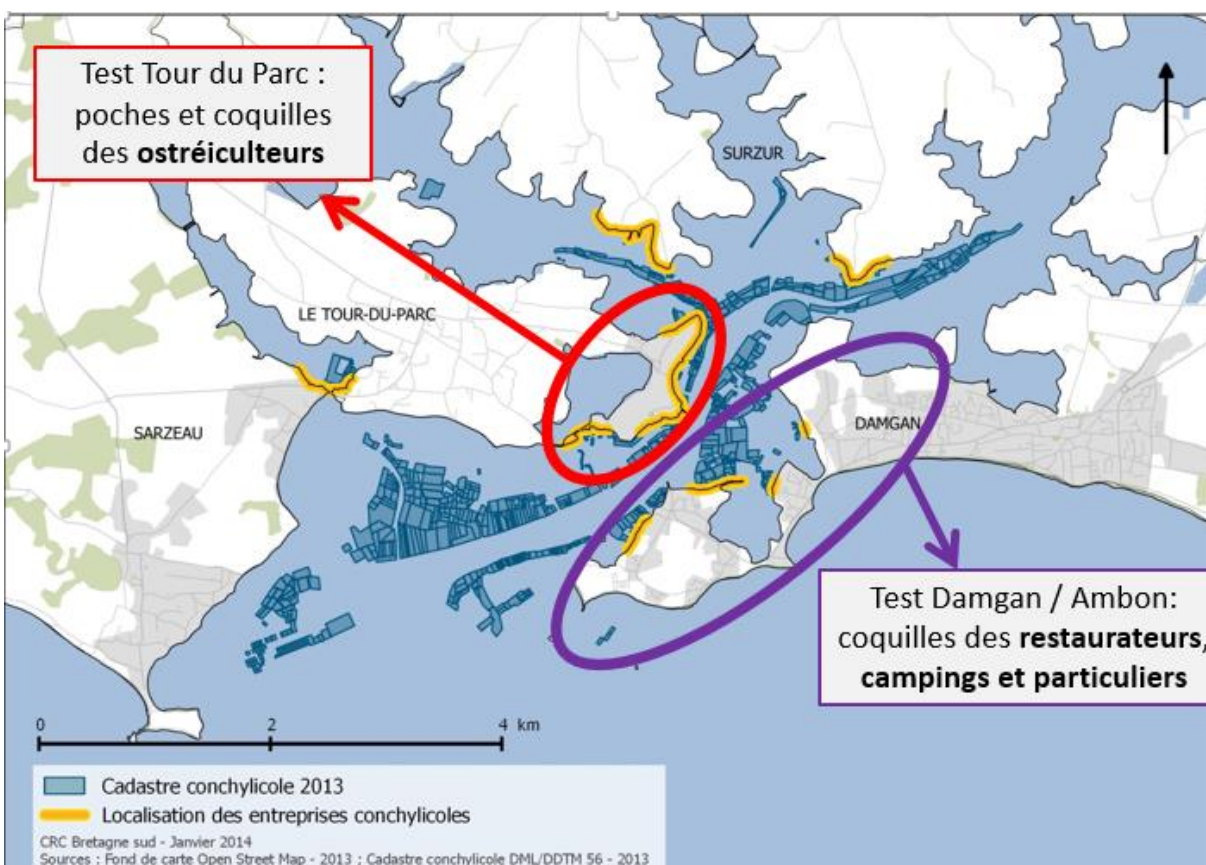 Test Tour du Parc :
poches et coquilles
des ostréiculteurs
SURZUR
LE TOUR-DU-PARC
SARZEAU
DAMGAN
Test Damgan / Ambon:
coquilles des restaurateurs,
campings et particuliers
0 2 4 km
Cadastre conchylicole 2013
Localisation des entreprises conchylicoles
CRC Bretagne sud - Janvier 2014
Sources : Fond de carte Open Street Map - 2013 ; Cadastre conchylicole DML/DDTM 56 - 2013